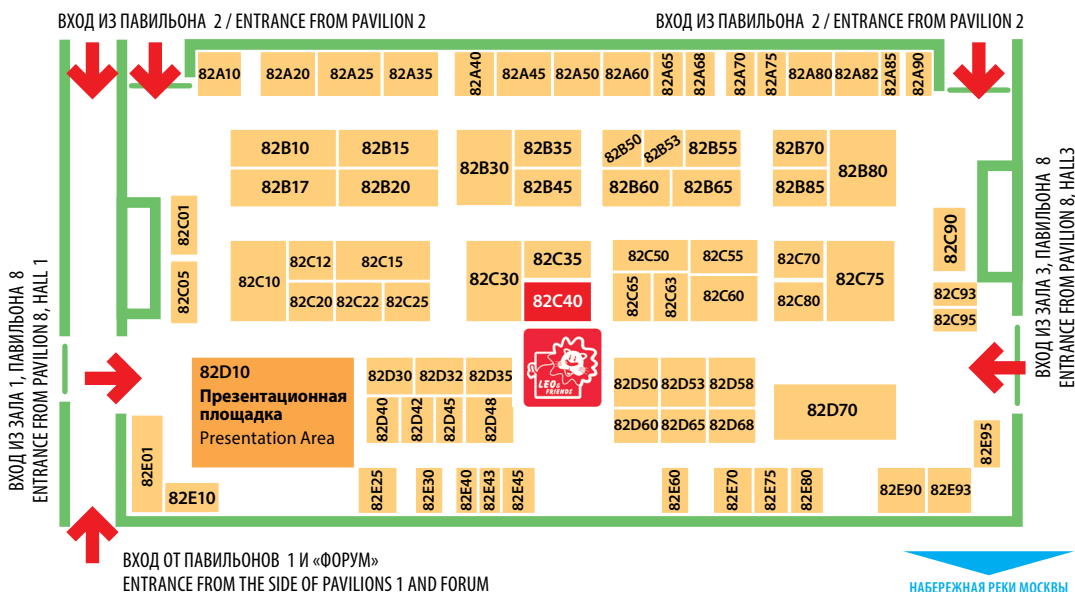 ВХОД ИЗ ПАВИЛЬОНА 2 / ENTRANCE FROM PAVILION 2
ВХОД ИЗ ПАВИЛЬОНА 2 / ENTRANCE FROM PAVILION 2
82A10
82A20
82A25
82A35
82A40
82A45
82A50
82A60
82A65
82A68
82A70
82A75
82A80
82A82
82A85
82A90
82B10
82B15
82B30
82B35
82B50
82B53
82B55
82B70
82B80
82B17
82B20
82B45
82B60
82B65
82B85
82C01
82C05
82C10
82C12
82C15
82C20
82C22
82C25
82C30
82C35
82C40
82C50
82C55
82C65
82C63
82C60
82C70
82C75
82C80
82C90
82C93
82C95
ВХОД ИЗ ЗАЛА 1, ПАВИЛЬОНА 8
ENTRANCE FROM PAVILION 8, HALL 1
ВХОД ИЗ ЗАЛА 3, ПАВИЛЬОНА 8
ENTRANCE FROM PAVILION 8, HALL3
LEO&
FRIENDS
82D10
Презентационная
площадка
Presentation Area
82D30
82D32
82D35
82D40
82D42
82D45
82D48
82D50
82D53
82D58
82D60
82D65
82D68
82D70
82E01
82E10
82E25
82E30
82E40
82E43
82E45
82E60
82E70
82E75
82E80
82E90
82E93
82E95
ВХОД ОТ ПАВИЛЬОНОВ 1 И «ФОРУМ»
ENTRANCE FROM THE SIDE OF PAVILIONS 1 AND FORUM
НАБЕРЕЖНАЯ РЕКИ МОСКВЫ